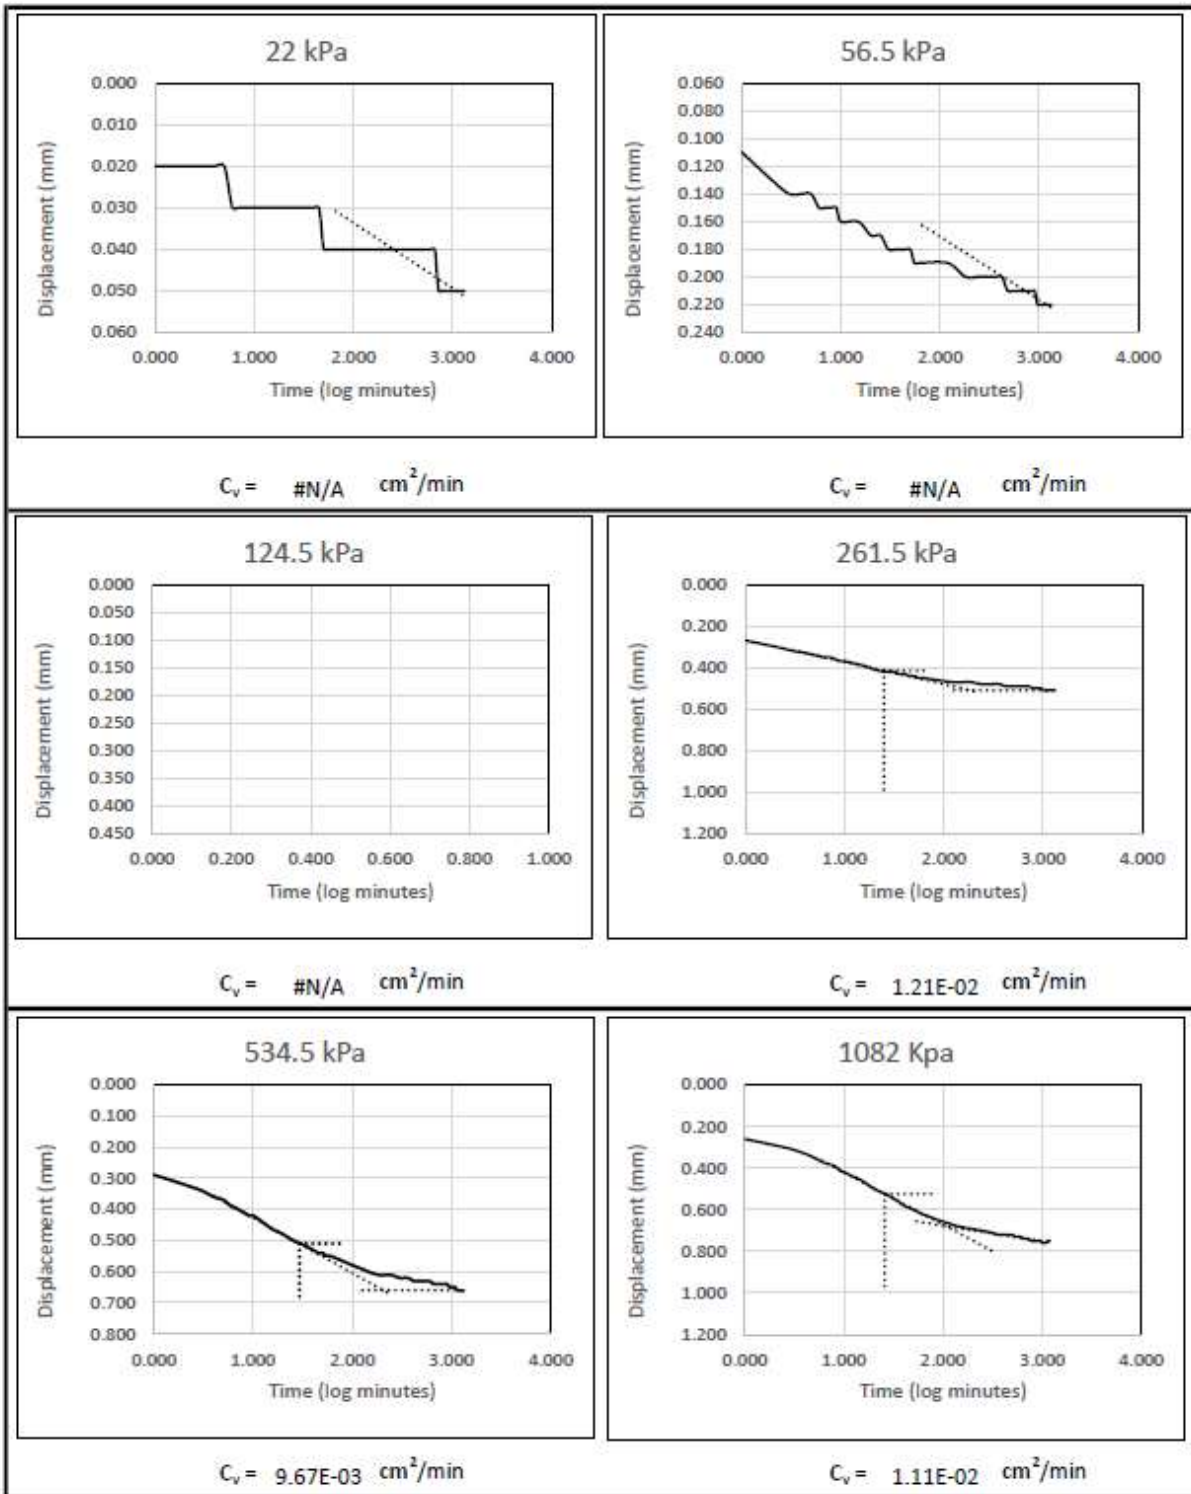 22 kPa
0.000
0.010
0.020
0.030
0.040
0.050
0.060
Displacement (mm)
0.000 1.000 2.000 3.000 4.000
Time (log minutes)
Cv = #N/A cm²/min
56.5 kPa
0.060
0.080
0.100
0.120
0.140
0.160
0.180
0.200
0.220
0.240
Displacement (mm)
0.000 1.000 2.000 3.000 4.000
Time (log minutes)
Cv = #N/A cm²/min
124.5 kPa
0.000
0.050
0.100
0.150
0.200
0.250
0.300
0.350
0.400
0.450
Displacement (mm)
0.000 0.200 0.400 0.600 0.800 1.000
Time (log minutes)
Cv = #N/A cm²/min
261.5 kPa
0.000
0.200
0.400
0.600
0.800
1.000
1.200
Displacement (mm)
0.000 1.000 2.000 3.000 4.000
Time (log minutes)
Cv = 1.21E-02 cm²/min
534.5 kPa
0.000
0.100
0.200
0.300
0.400
0.500
0.600
0.700
0.800
Displacement (mm)
0.000 1.000 2.000 3.000 4.000
Time (log minutes)
Cv = 9.67E-03 cm²/min
1082 Kpa
0.000
0.200
0.400
0.600
0.800
1.000
1.200
Displacement (mm)
0.000 1.000 2.000 3.000 4.000
Time (log minutes)
Cv = 1.11E-02 cm²/min